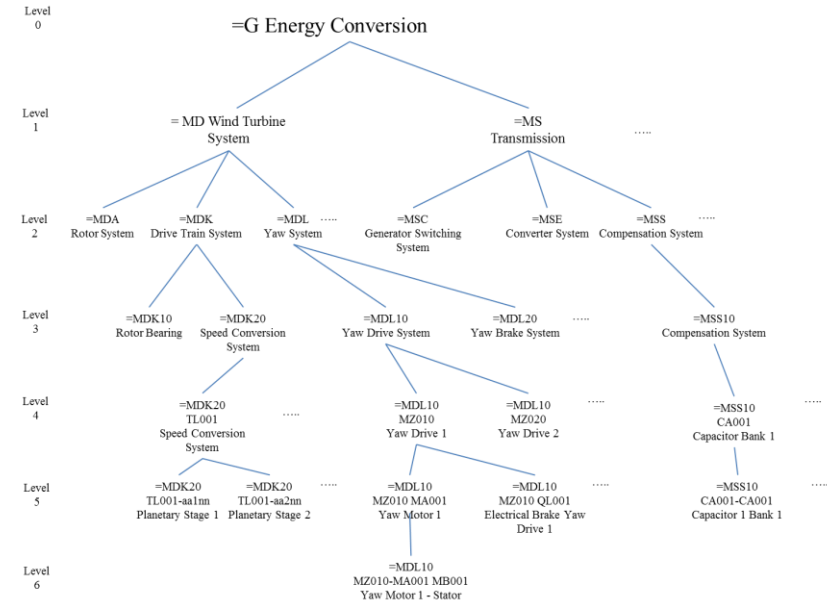 Level
0
=G Energy Conversion
Level
1
= MD Wind Turbine
System
=MS
Transmission
.....
Level
2
=MDA
Rotor System
=MDK
Drive Train System
=MDL
Yaw System
.....
=MSC
Generator Switching
System
=MSE
Converter System
=MSS
Compensation System
.....
Level
3
=MDK10
Rotor Bearing
=MDK20
Speed Conversion
System
=MDL10
Yaw Drive System
=MDL20
Yaw Brake System
.....
=MSS10
Compensation System
Level
4
=MDK20
TL001
Speed Conversion
System
.....
=MDL10
MZ010
Yaw Drive 1
=MDL10
MZ020
Yaw Drive 2
.....
=MSS10
CA001
Capacitor Bank 1
.....
Level
5
=MDK20
TL001-aa1nn
Planetary Stage 1
=MDK20
TL001-aa2nn
Planetary Stage 2
.....
=MDL10
MZ010 MA001
Yaw Motor 1
=MDL10
MZ010 QL001
Electrical Brake Yaw
Drive 1
.....
=MSS10
CA001-CA001
Capacitor 1 Bank 1
.....
Level
6
=MDL10
MZ010-MA001 MB001
Yaw Motor 1 - Stator